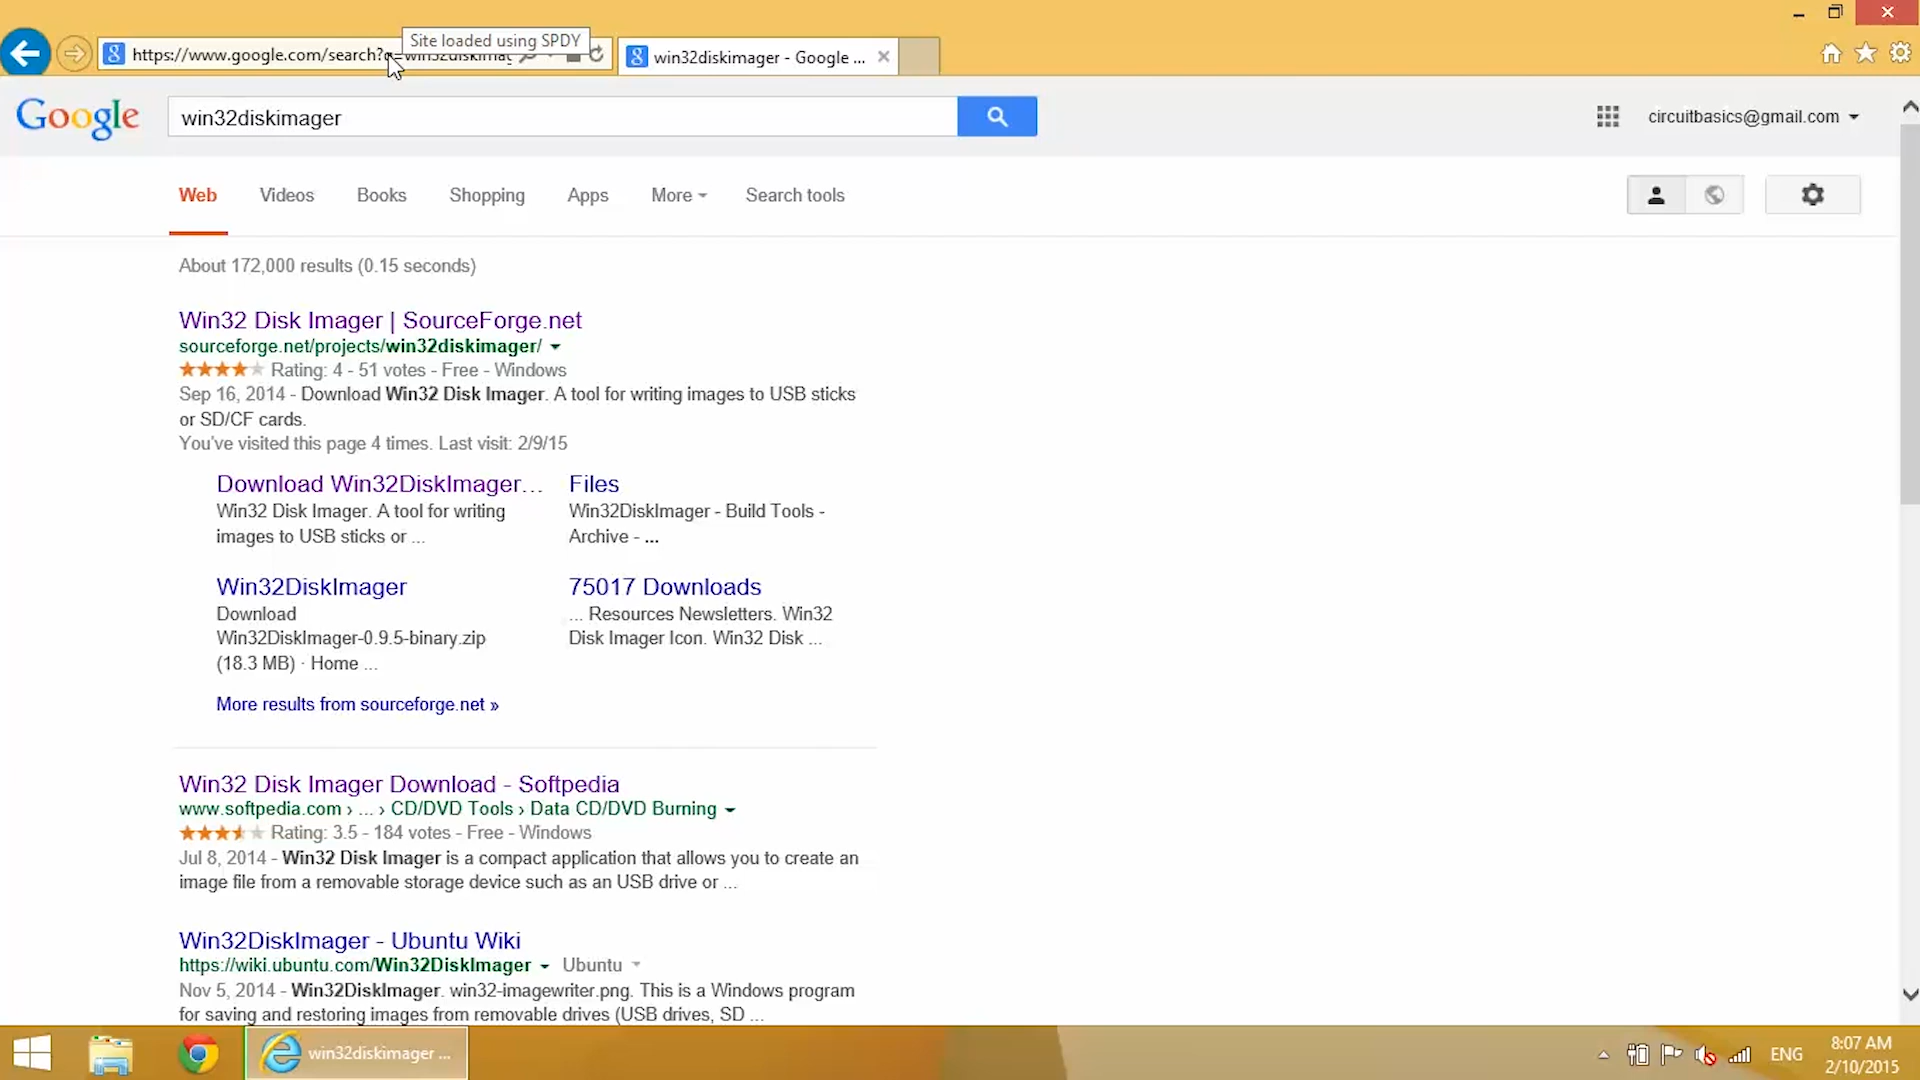 Site loaded using SPDY
https://www.google.com/search?q=win32diskimag
win32diskimager - Google ...
Google
win32diskimager
circuitbasics@gmail.com
Web
Videos
Books
Shopping
Apps
More
Search tools
About 172,000 results (0.15 seconds)
Win32 Disk Imager | SourceForge.net
sourceforge.net/projects/win32diskimager/
Rating: 4 - 51 votes - Free - Windows
Sep 16, 2014 - Download Win32 Disk Imager. A tool for writing images to USB sticks
or SD/CF cards.
You've visited this page 4 times. Last visit: 2/9/15
Download Win32DiskImager...
Win32 Disk Imager. A tool for writing
images to USB sticks or ...
Files
Win32DiskImager - Build Tools -
Archive - ...
Win32DiskImager
Download
Win32DiskImager-0.9.5-binary.zip
(18.3 MB) · Home ...
75017 Downloads
... Resources Newsletters. Win32
Disk Imager Icon. Win32 Disk ...
More results from sourceforge.net »
Win32 Disk Imager Download - Softpedia
www.softpedia.com › ... › CD/DVD Tools › Data CD/DVD Burning
Rating: 3.5 - 184 votes - Free - Windows
Jul 8, 2014 - Win32 Disk Imager is a compact application that allows you to create an
image file from a removable storage device such as an USB drive or ...
Win32DiskImager - Ubuntu Wiki
https://wiki.ubuntu.com/Win32DiskImager Ubuntu
Nov 5, 2014 - Win32DiskImager. win32-imagewriter.png. This is a Windows program
for saving and restoring images from removable drives (USB drives, SD ...
win32diskimager ...
ENG
8:07 AM
2/10/2015